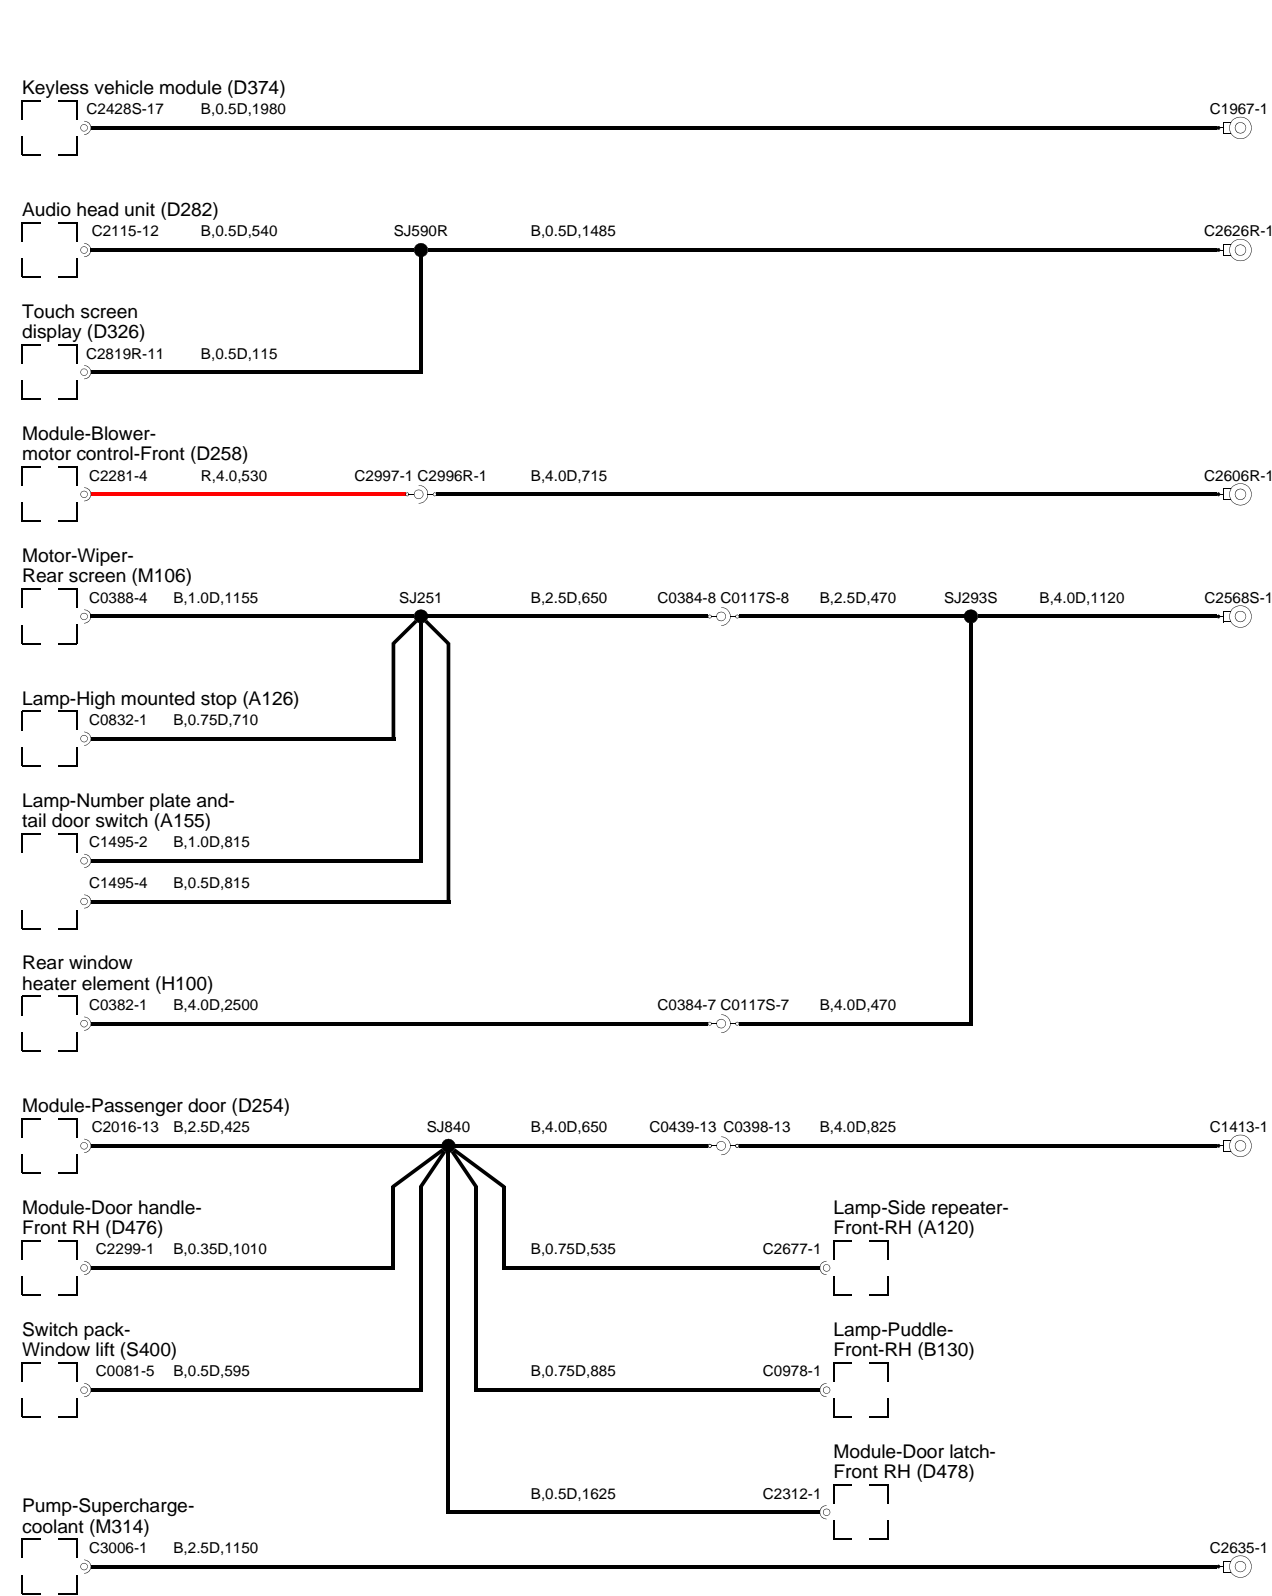 Keyless vehicle module (D374)
C2428S-17 B,0.5D,1980 C1967-1
Audio head unit (D282)
C2115-12 B,0.5D,540 SJ590R B,0.5D,1485 C2626R-1
Touch screen
display (D326)
C2819R-11 B,0.5D,115
Module-Blower-
motor control-Front (D258)
C2281-4 R,4.0,530 C2997-1 C2996R-1 B,4.0D,715 C2606R-1
Motor-Wiper-
Rear screen (M106)
C0388-4 B,1.0D,1155 SJ251 B,2.5D,650 C0384-8 C0117S-8 B,2.5D,470 SJ293S B,4.0D,1120 C2568S-1
Lamp-High mounted stop (A126)
C0832-1 B,0.75D,710
Lamp-Number plate and-
tail door switch (A155)
C1495-2 B,1.0D,815
C1495-4 B,0.5D,815
Rear window
heater element (H100)
C0382-1 B,4.0D,2500 C0384-7 C0117S-7 B,4.0D,470
Module-Passenger door (D254)
C2016-13 B,2.5D,425 SJ840 B,4.0D,650 C0439-13 C0398-13 B,4.0D,825 C1413-1
Module-Door handle-
Front RH (D476)
C2299-1 B,0.35D,1010
Lamp-Side repeater-
Front-RH (A120)
B,0.75D,535 C2677-1
Switch pack-
Window lift (S400)
C0081-5 B,0.5D,595
Lamp-Puddle-
Front-RH (B130)
B,0.75D,885 C0978-1
Module-Door latch-
Front RH (D478)
B,0.5D,1625 C2312-1
Pump-Supercharge-
coolant (M314)
C3006-1 B,2.5D,1150 C2635-1